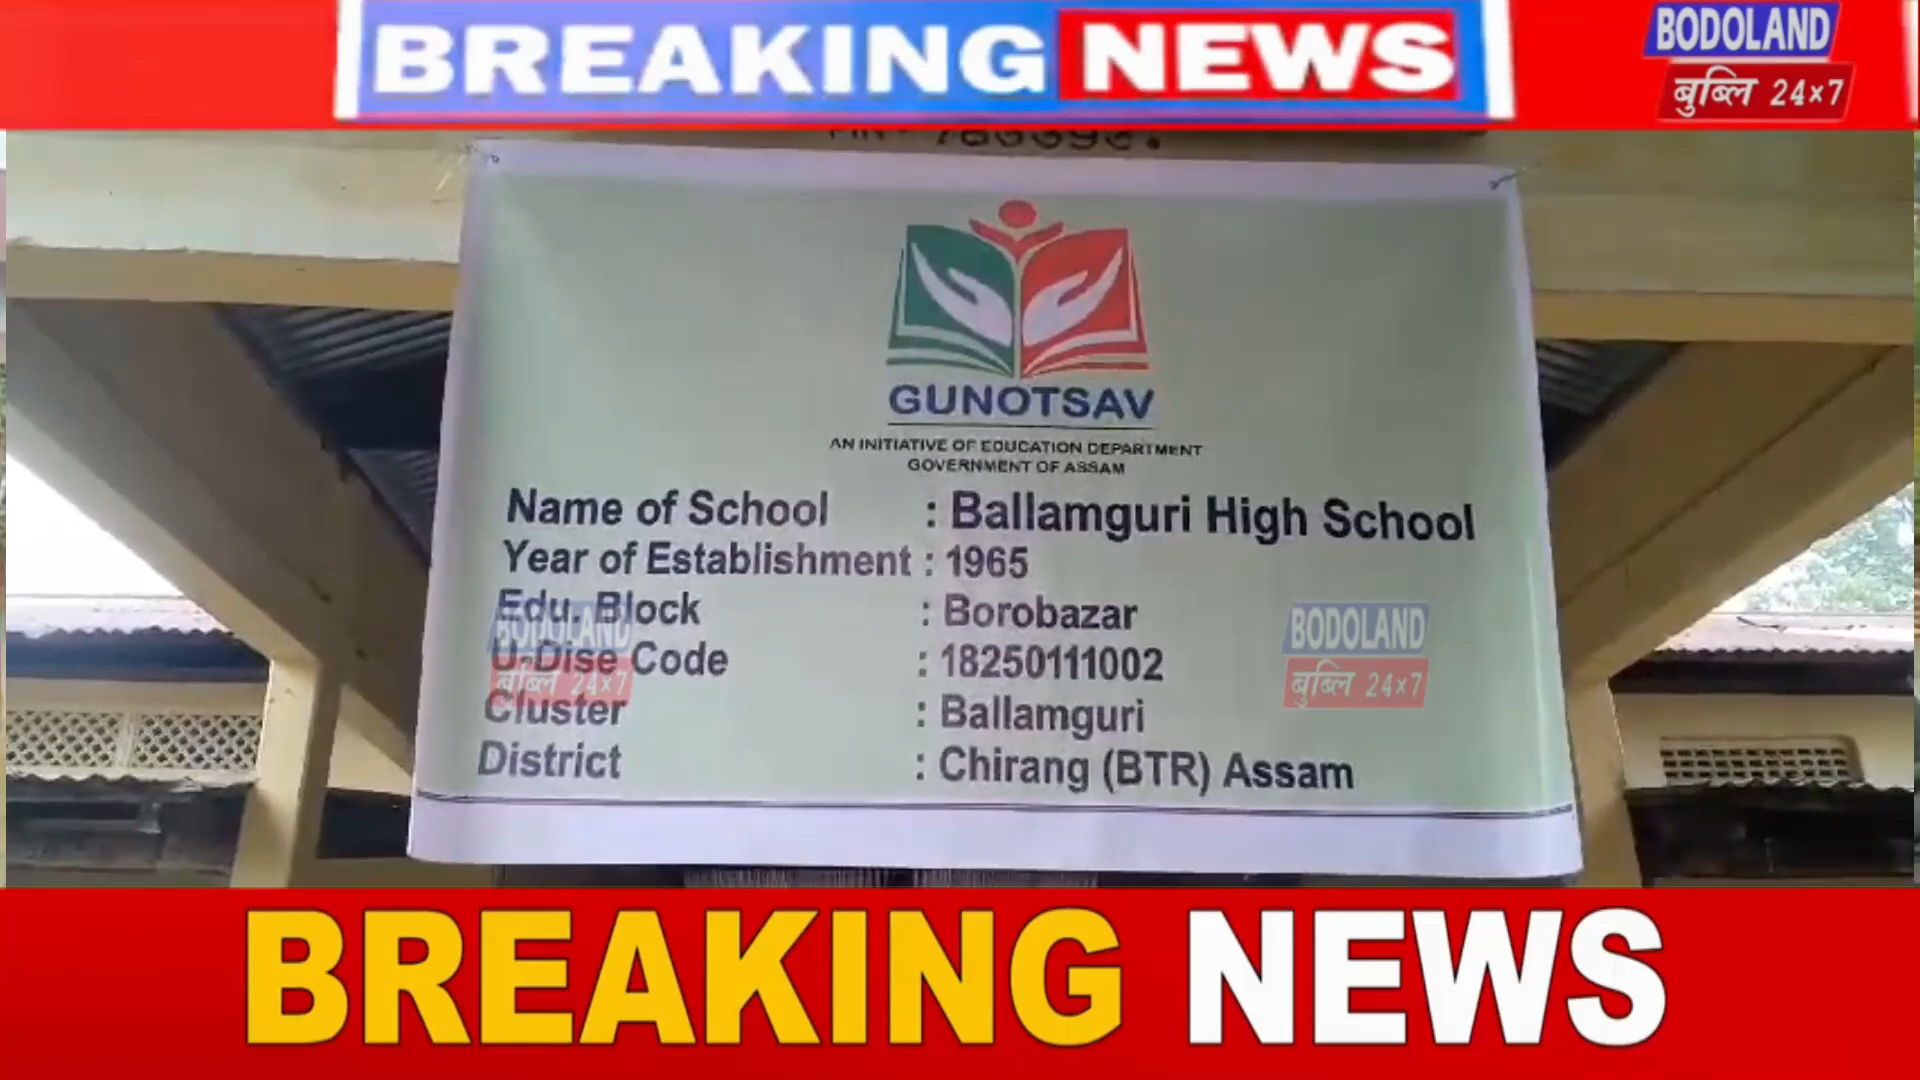 BREAKING NEWS
BODOLAND
बुब्लि 24×7
GUNOTSAV
AN INITIATIVE OF EDUCATION DEPARTMENT
GOVERNMENT OF ASSAM
Name of School : Ballamguri High School
Year of Establishment : 1965
Edu. Block : Borobazar
U-Dise Code : 18250111002
Cluster : Ballamguri
District : Chirang (BTR) Assam
BODOLAND
बुब्लि 24×7
BODOLAND
बुब्लि 24×7
BREAKING NEWS